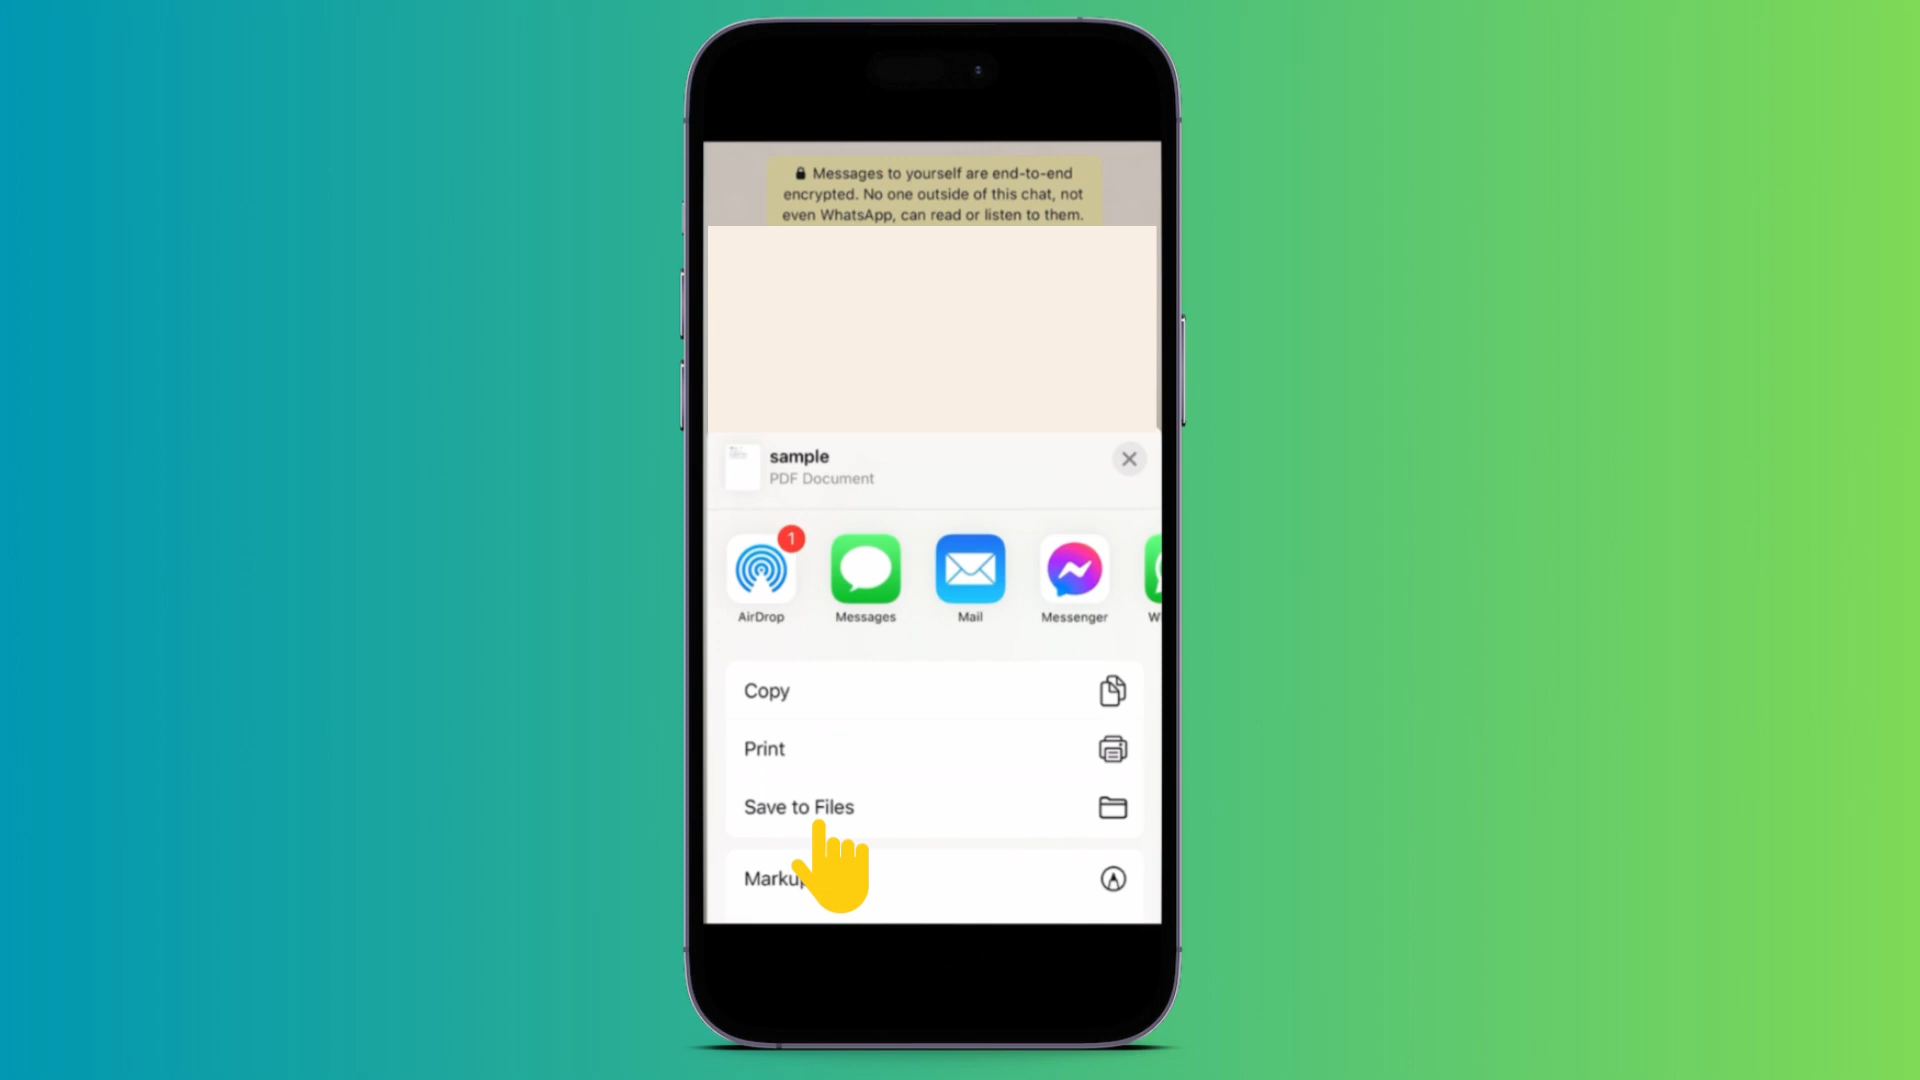 Messages to yourself are end-to-end
encrypted. No one outside of this chat, not
even WhatsApp, can read or listen to them.
sample
PDF Document
1
AirDrop
Messages
Mail
Messenger
W
Copy
Print
Save to Files
Marku